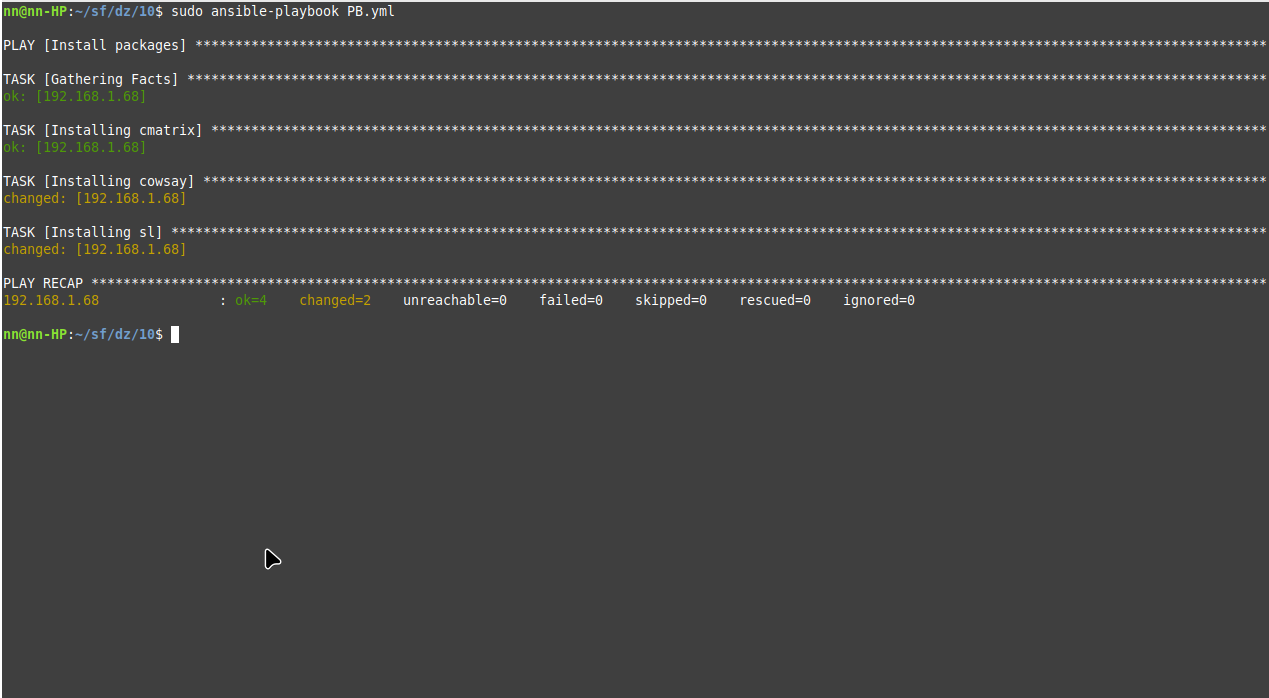 nn@nn-HP:~/sf/dz/10$ sudo ansible-playbook PB.yml
PLAY [Install packages] **************************************************************************************************************************************
TASK [Gathering Facts] ***************************************************************************************************************************************
ok: [192.168.1.68]
TASK [Installing cmatrix] ************************************************************************************************************************************
ok: [192.168.1.68]
TASK [Installing cowsay] *************************************************************************************************************************************
changed: [192.168.1.68]
TASK [Installing sl] *****************************************************************************************************************************************
changed: [192.168.1.68]
PLAY RECAP ***************************************************************************************************************************************************
192.168.1.68               : ok=4    changed=2    unreachable=0    failed=0    skipped=0    rescued=0    ignored=0
nn@nn-HP:~/sf/dz/10$